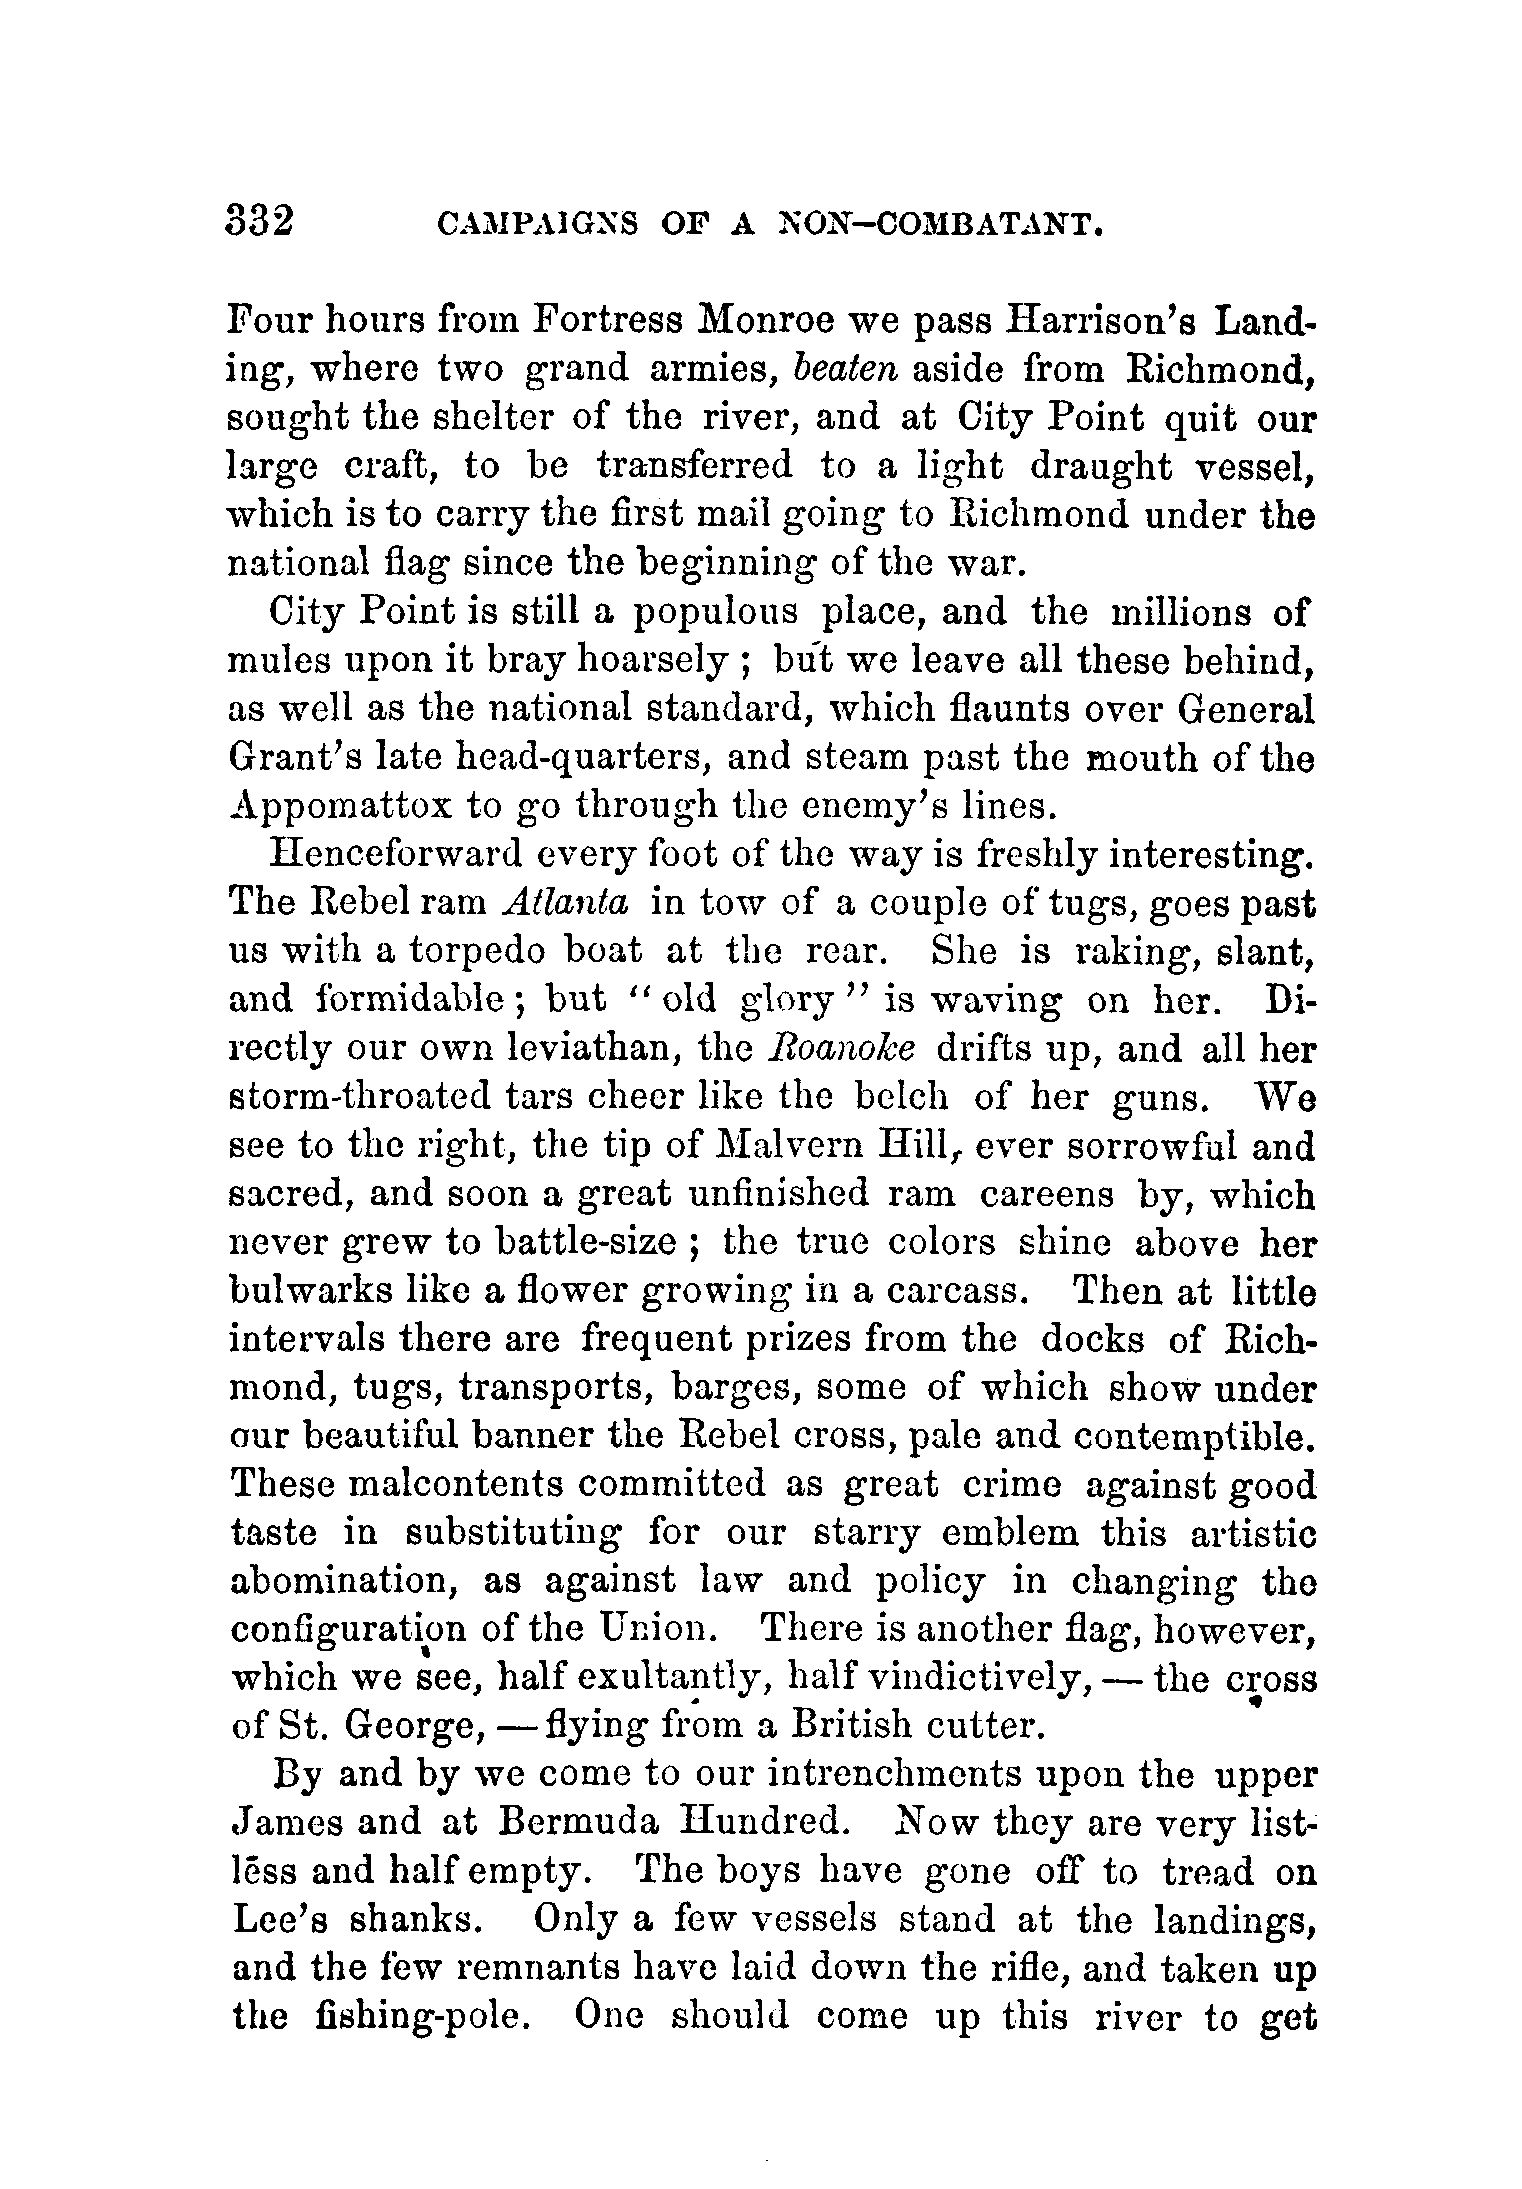 332 CAMPAIGNS OF A NON-COMBATANT.
Four hours from Fortress Monroe we pass Harrison's Land-
ing, where two grand armies, beaten aside from Richmond,
sought the shelter of the river, and at City Point quit our
large craft, to be transferred to a light draught vessel,
which is to carry the first mail going to Richmond under the
national flag since the beginning of the war.
City Point is still a populous place, and the millions of
mules upon it bray hoarsely ; but we leave all these behind,
as well as the national standard, which flaunts over General
Grant's late head-quarters, and steam past the mouth of the
Appomattox to go through the enemy's lines.
Henceforward every foot of the way is freshly interesting.
The Rebel ram Atlanta in tow of a couple of tugs, goes past
us with a torpedo boat at the rear. She is raking, slant,
and formidable ; but " old glory " is waving on her. Di-
rectly our own leviathan, the Roanoke drifts up, and all her
storm-throated tars cheer like the belch of her guns. We
see to the right, the tip of Malvern Hill, ever sorrowful and
sacred, and soon a great unfinished ram careens by, which
never grew to battle-size ; the true colors shine above her
bulwarks like a flower growing in a carcass. Then at little
intervals there are frequent prizes from the docks of Rich-
mond, tugs, transports, barges, some of which show under
our beautiful banner the Rebel cross, pale and contemptible.
These malcontents committed as great crime against good
taste in substituting for our starry emblem this artistic
abomination, as against law and policy in changing the
configuration of the Union. There is another flag, however,
which we see, half exultantly, half vindictively, — the cross
of St. George, — flying from a British cutter.
By and by we come to our intrenchments upon the upper
James and at Bermuda Hundred. Now they are very list-
less and half empty. The boys have gone off to tread on
Lee's shanks. Only a few vessels stand at the landings,
and the few remnants have laid down the rifle, and taken up
the fishing-pole. One should come up this river to get